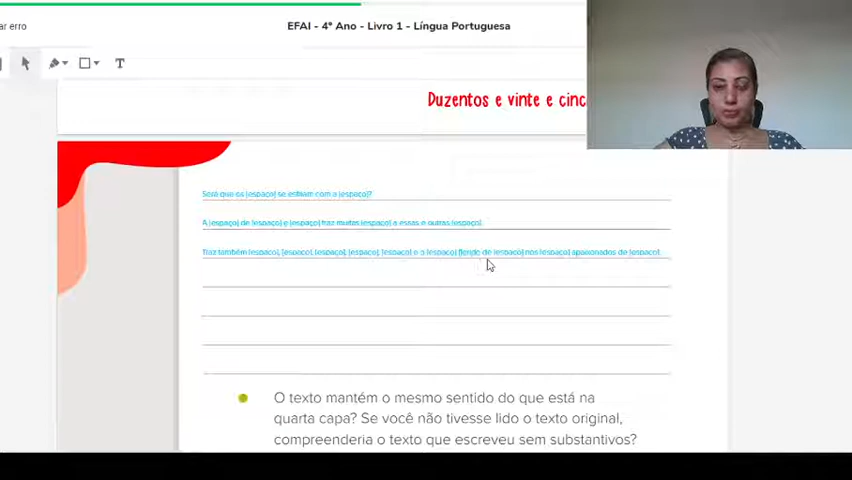 ar erro
EFAI - 4º Ano - Livro 1 - Língua Portuguesa
T
Duzentos e vinte e cinc
Será que os [espaço] se estiam com a [espaço]?
A [espaço] de [espaço] e [espaço] traz muitas [espaço] a essas e outras [espaço].
Traz também [espaço], [espaço], [espaço], [espaço], [espaço] e o [espaço] de [espaço] nos [espaço] apaixonados de [espaço].
O texto mantém o mesmo sentido do que está na
quarta capa? Se você não tivesse lido o texto original,
compreenderia o texto que escreveu sem substantivos?